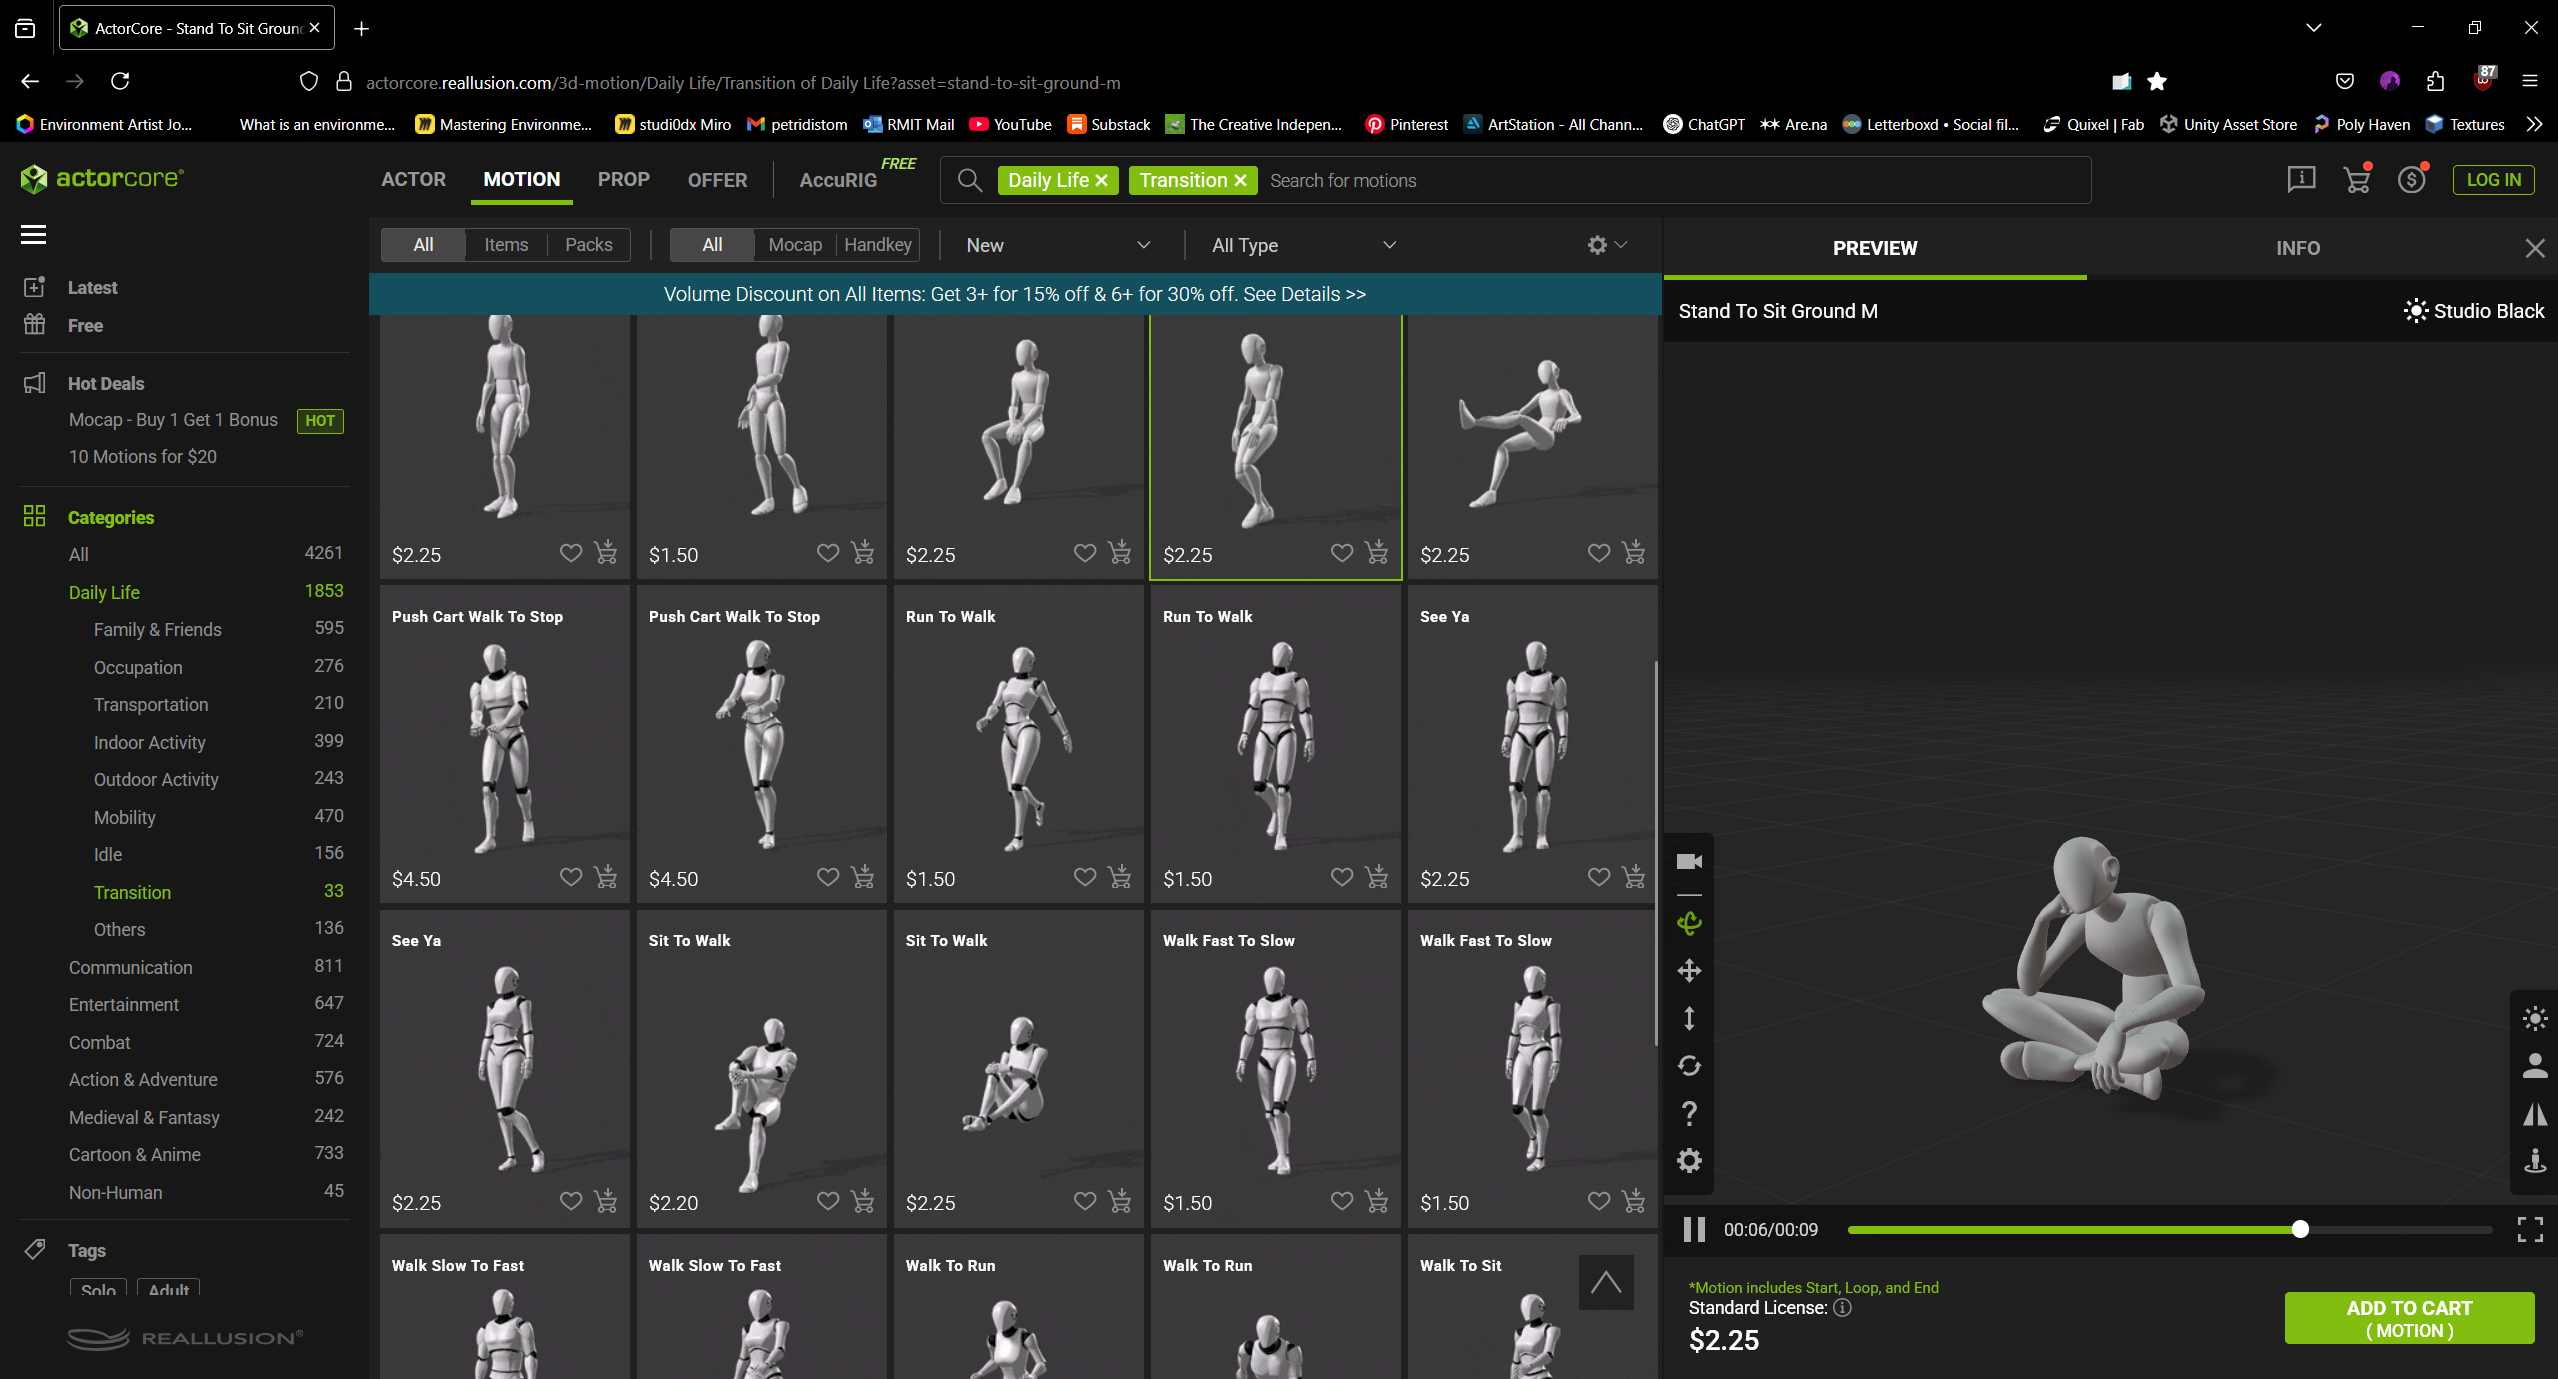 ActorCore - Stand To Sit Groun
actorcore.reallusion.com/3d-motion/Daily Life/Transition of Daily Life?asset=stand-to-sit-ground-m
87
Environment Artist Jo...
What is an environme...
Mastering Environme...
studi0dx Miro
petridistom
RMIT Mail
YouTube
Substack
The Creative Indepen...
Pinterest
ArtStation - All Chann...
ChatGPT
Are.na
Letterboxd • Social fil...
Quixel | Fab
Unity Asset Store
Poly Haven
Textures
actorcore®
ACTOR
MOTION
PROP
OFFER
AccuRIG
FREE
Daily Life
Transition
Search for motions
LOG IN
All
Items
Packs
All
Mocap
Handkey
New
All Type
Volume Discount on All Items: Get 3+ for 15% off & 6+ for 30% off. See Details >>
Latest
Free
Hot Deals
Mocap - Buy 1 Get 1 Bonus HOT
10 Motions for $20
Categories
All 4261
Daily Life 1853
Family & Friends 595
Occupation 276
Transportation 210
Indoor Activity 399
Outdoor Activity 243
Mobility 470
Idle 156
Transition 33
Others 136
Communication 811
Entertainment 647
Combat 724
Action & Adventure 576
Medieval & Fantasy 242
Cartoon & Anime 733
Non-Human 45
Tags
Solo Adult
REALLUSION®
$2.25
$1.50
$2.25
$2.25
$2.25
Push Cart Walk To Stop
Push Cart Walk To Stop
Run To Walk
Run To Walk
See Ya
$4.50
$4.50
$1.50
$1.50
$2.25
See Ya
Sit To Walk
Sit To Walk
Walk Fast To Slow
Walk Fast To Slow
$2.25
$2.20
$2.25
$1.50
$1.50
Walk Slow To Fast
Walk Slow To Fast
Walk To Run
Walk To Run
Walk To Sit
PREVIEW
INFO
Stand To Sit Ground M
Studio Black
00:06/00:09
*Motion includes Start, Loop, and End
Standard License:
$2.25
ADD TO CART
( MOTION )